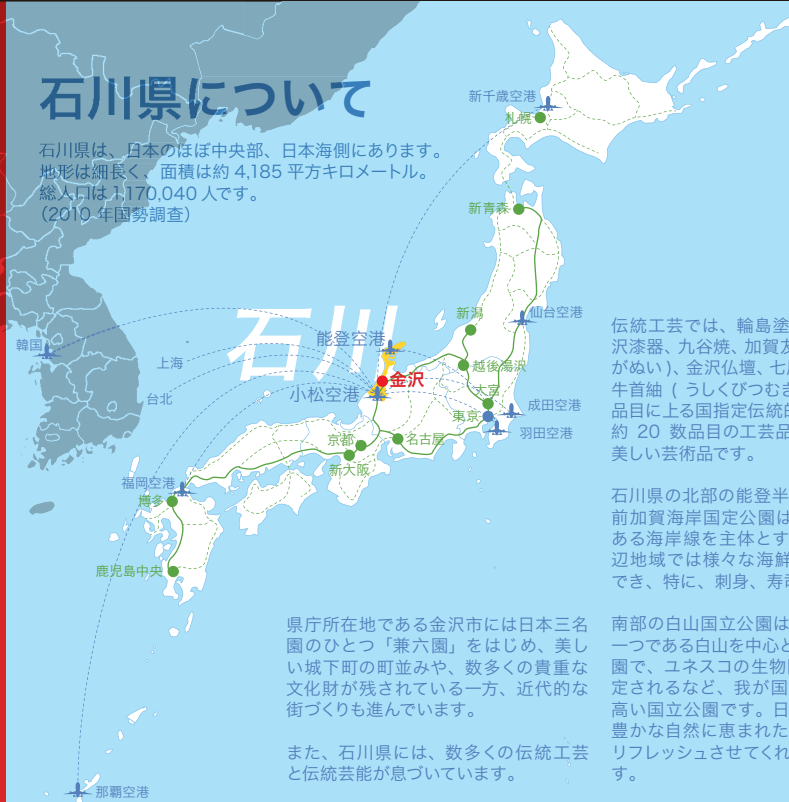 石川県について
石川県は、日本のほぼ中央部、日本海側にあります。
地形は細長く、面積は約 4,185 平方キロメートル。
総人口は 1,170,040 人です。
（2010 年国勢調査）
新千歳空港
札幌
新青森
石川
能登空港
新潟
仙台空港
韓国
上海
越後湯沢
台北
金沢
小松空港
大宮
成田空港
東京
羽田空港
京都
名古屋
新大阪
福岡空港
博多
鹿児島中央
那覇空港
県庁所在地である金沢市には日本三名
園のひとつ「兼六園」をはじめ、美し
い城下町の町並みや、数多くの貴重な
文化財が残されている一方、近代的な
街づくりも進んでいます。
また、石川県には、数多くの伝統工芸
と伝統芸能が息づいています。
伝統工芸では、輪島塗
沢漆器、九谷焼、加賀友
がぬい )、金沢仏壇、七
牛首紬 ( うしくびつむぎ
品目に上る国指定伝統的
約 20 数品目の工芸品
美しい芸術品です。
石川県の北部の能登半
前加賀海岸国定公園は
ある海岸線を主体とす
辺地域では様々な海鮮
でき、特に、刺身、寿司
南部の白山国立公園は
一つである白山を中心と
園で、ユネスコの生物
定されるなど、我が国
高い国立公園です。日
豊かな自然に恵まれた
リフレッシュさせてくれ
す。